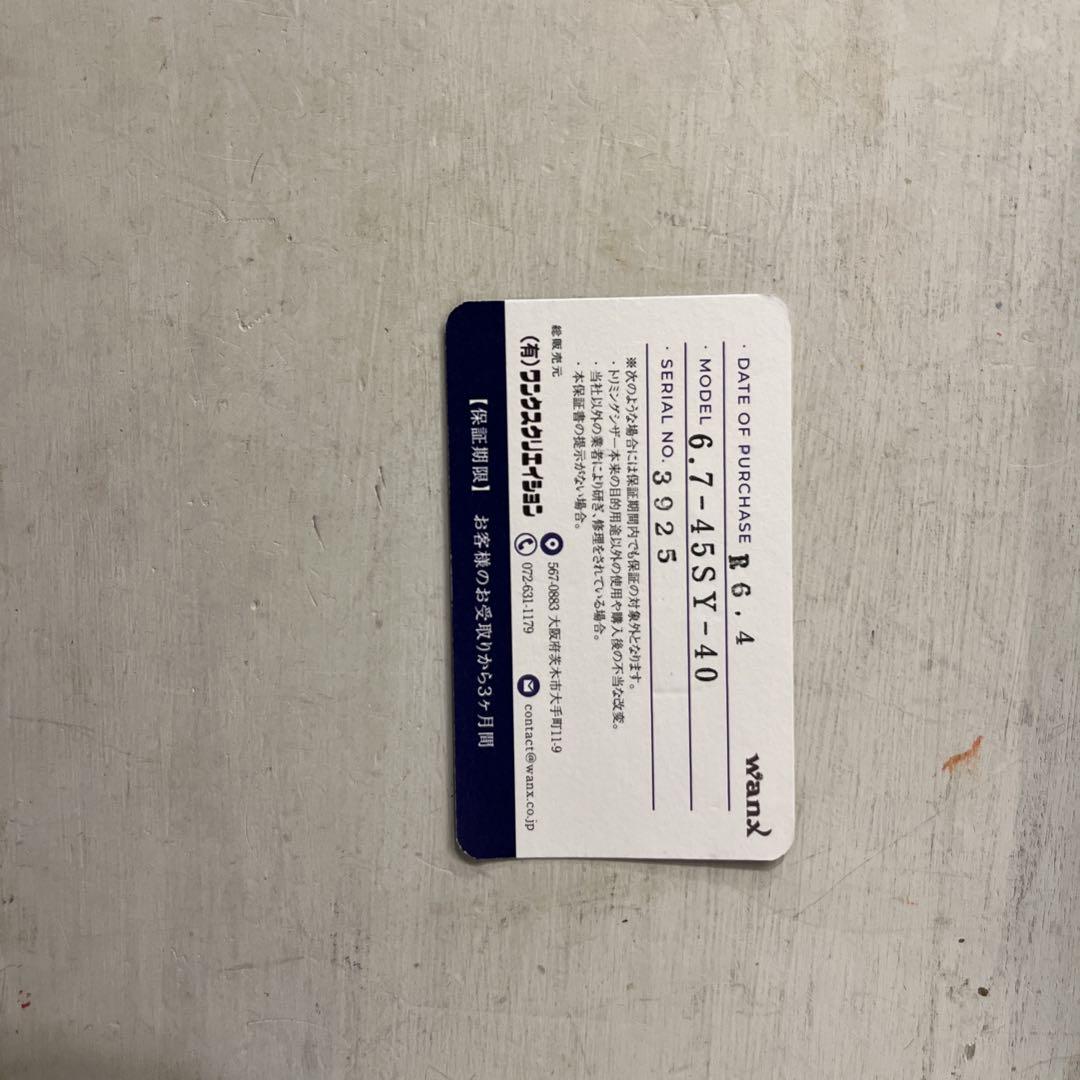 wanx
・DATE OF PURCHASE R6.4
・MODEL 6.7-45SY-40
・SERIAL NO. 3925
※次のような場合には保証期間内でも保証の対象外となります。
・トリミングシザー本来の目的用途以外の使用や購入後の不当な改変。
・当社以外の業者により研ぎ、修理をされている場合。
・本保証書の提示がない場合。
総販売元
(有)ワンクスクリエイション
567-0883 大阪府茨木市大手町11-9
072-631-1179 contact@wanx.co.jp
【保証期限】 お客様のお受取りから3ヶ月間